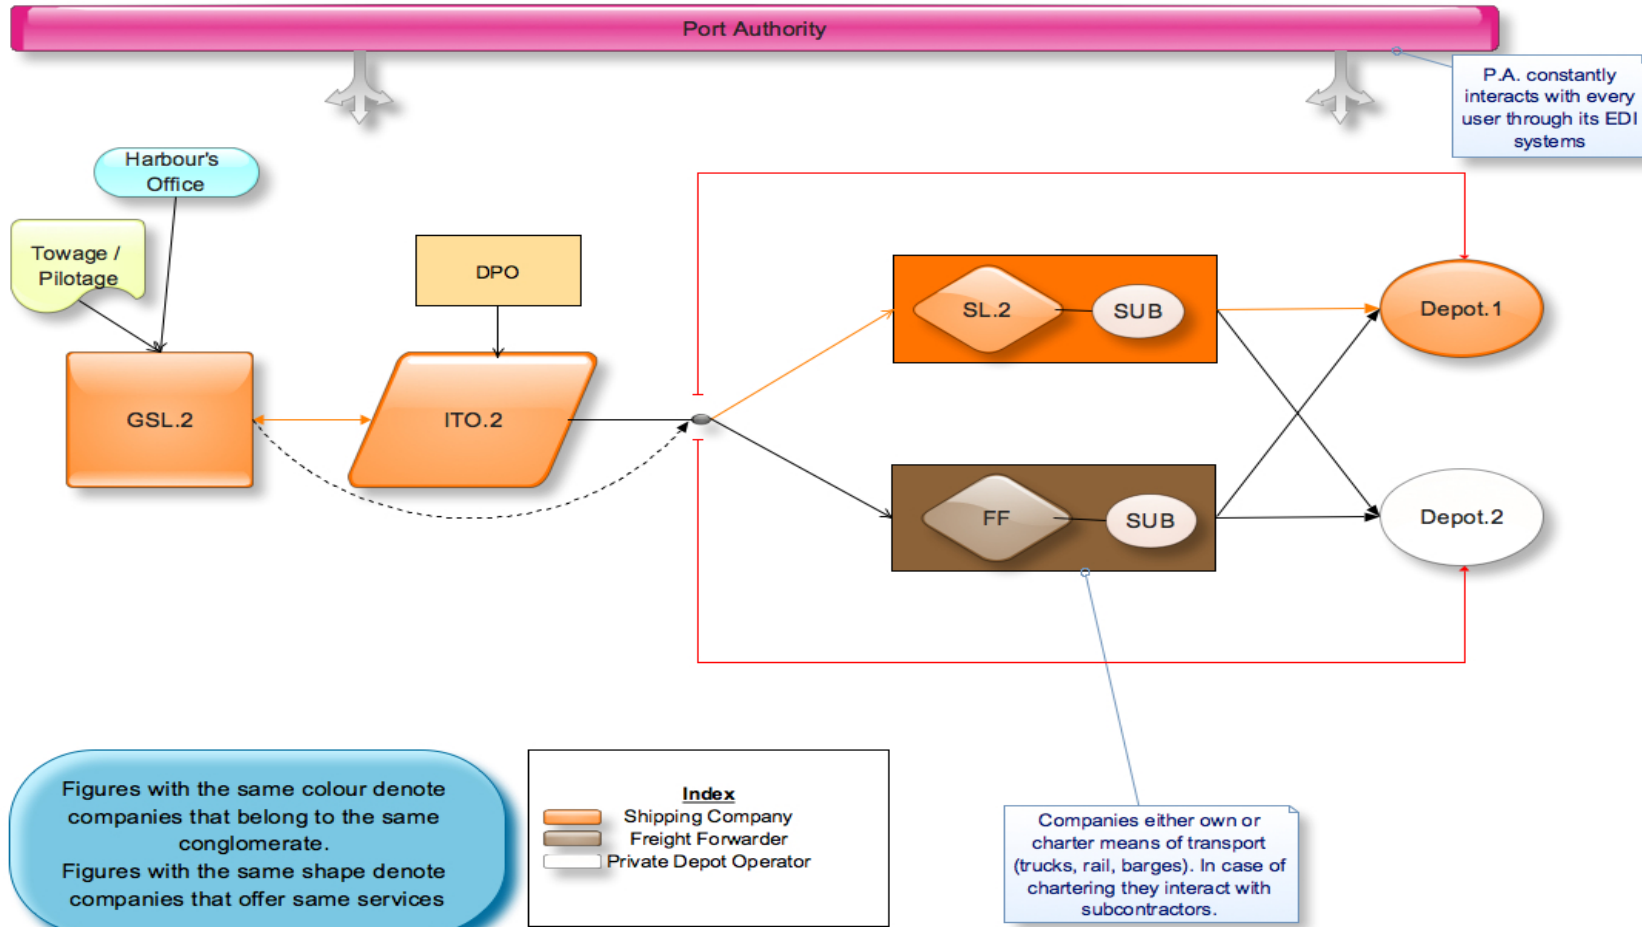 Port Authority
P.A. constantly
interacts with every
user through its EDI
systems
Harbour's
Office
Towage /
Pilotage
DPO
SL.2
SUB
Depot.1
GSL.2
ITO.2
FF
SUB
Depot.2
Figures with the same colour denote
companies that belong to the same
conglomerate.
Figures with the same shape denote
companies that offer same services
Index
Shipping Company
Freight Forwarder
Private Depot Operator
Companies either own or
charter means of transport
(trucks, rail, barges). In case of
chartering they interact with
subcontractors.